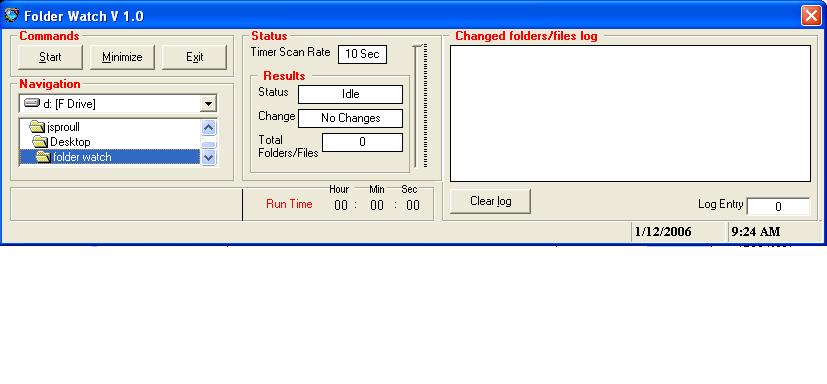 Folder Watch V 1.0
Commands
Start Minimize Exit
Navigation
d: [F Drive]
jsproull
Desktop
folder watch
Status
Timer Scan Rate 10 Sec
Results
Status Idle
Change No Changes
Total
Folders/Files 0
Hour Min Sec
Run Time 00 : 00 : 00
Changed folders/files log
Clear log
Log Entry 0
1/12/2006 9:24 AM